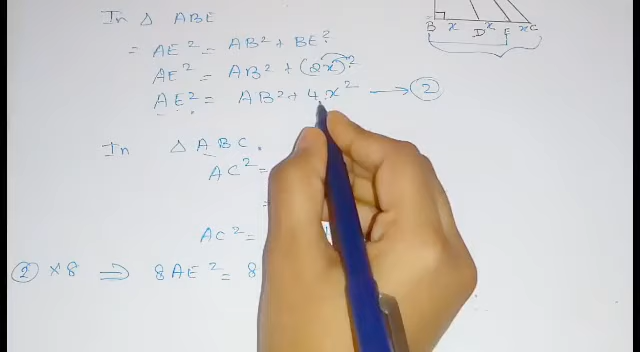 In △ ABE
= AE² = AB² + BE²
AE² = AB² + (2x)²
AE² = AB² + 4x² → ②
In △ ABC.
AC² =
=
AC² =
② × 8 ⇒ 8AE² = 8
B x D x E x C